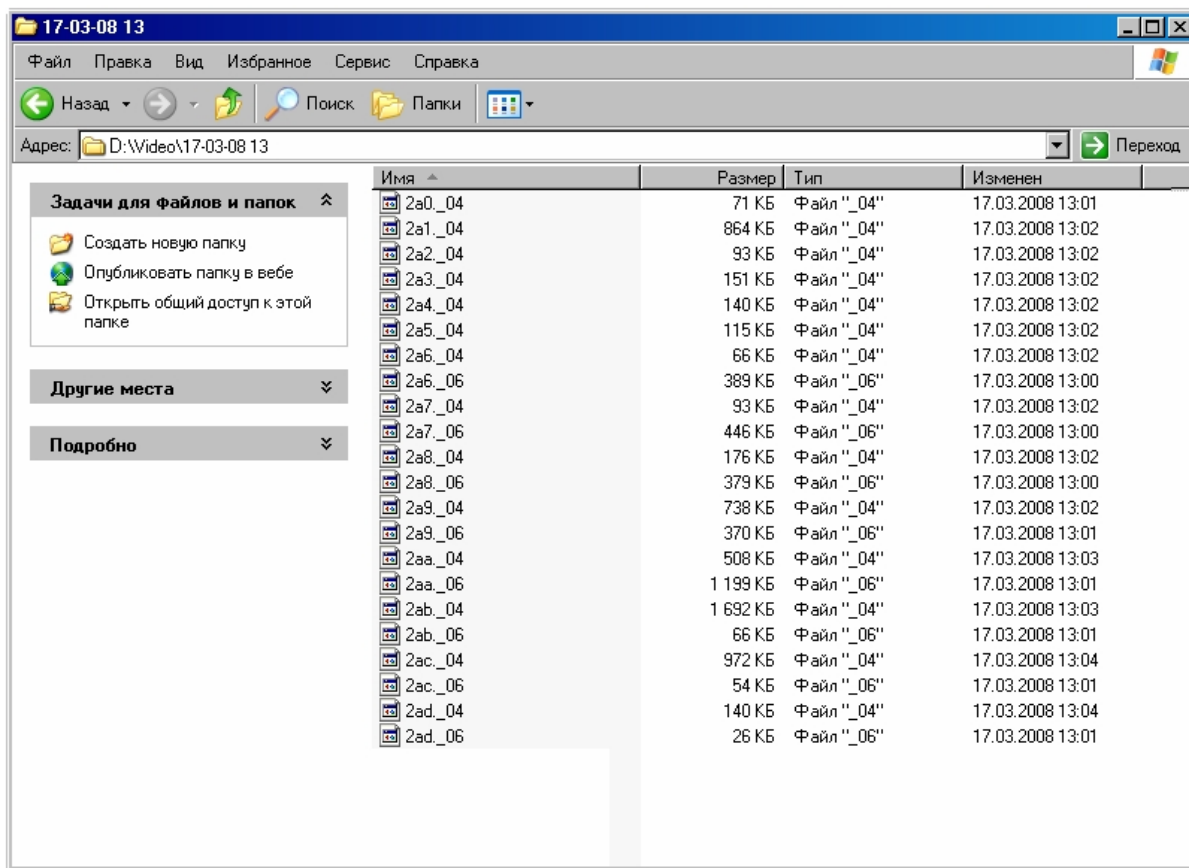 17-03-08 13
Файл Правка Вид Избранное Сервис Справка
Назад Поиск Папки
Адрес: D:\Video\17-03-08 13 Переход
Задачи для файлов и папок
Создать новую папку
Опубликовать папку в вебе
Открыть общий доступ к этой
папке
Другие места
Подробно
Имя Размер Тип Изменен
2a0._04 71 КБ Файл "_04" 17.03.2008 13:01
2a1._04 864 КБ Файл "_04" 17.03.2008 13:02
2a2._04 93 КБ Файл "_04" 17.03.2008 13:02
2a3._04 151 КБ Файл "_04" 17.03.2008 13:02
2a4._04 140 КБ Файл "_04" 17.03.2008 13:02
2a5._04 115 КБ Файл "_04" 17.03.2008 13:02
2a6._04 66 КБ Файл "_04" 17.03.2008 13:02
2a6._06 389 КБ Файл "_06" 17.03.2008 13:00
2a7._04 93 КБ Файл "_04" 17.03.2008 13:02
2a7._06 446 КБ Файл "_06" 17.03.2008 13:00
2a8._04 176 КБ Файл "_04" 17.03.2008 13:02
2a8._06 379 КБ Файл "_06" 17.03.2008 13:00
2a9._04 738 КБ Файл "_04" 17.03.2008 13:02
2a9._06 370 КБ Файл "_06" 17.03.2008 13:01
2aa._04 508 КБ Файл "_04" 17.03.2008 13:03
2aa._06 1 199 КБ Файл "_06" 17.03.2008 13:01
2ab._04 1 692 КБ Файл "_04" 17.03.2008 13:03
2ab._06 66 КБ Файл "_06" 17.03.2008 13:01
2ac._04 972 КБ Файл "_04" 17.03.2008 13:04
2ac._06 54 КБ Файл "_06" 17.03.2008 13:01
2ad._04 140 КБ Файл "_04" 17.03.2008 13:04
2ad._06 26 КБ Файл "_06" 17.03.2008 13:01